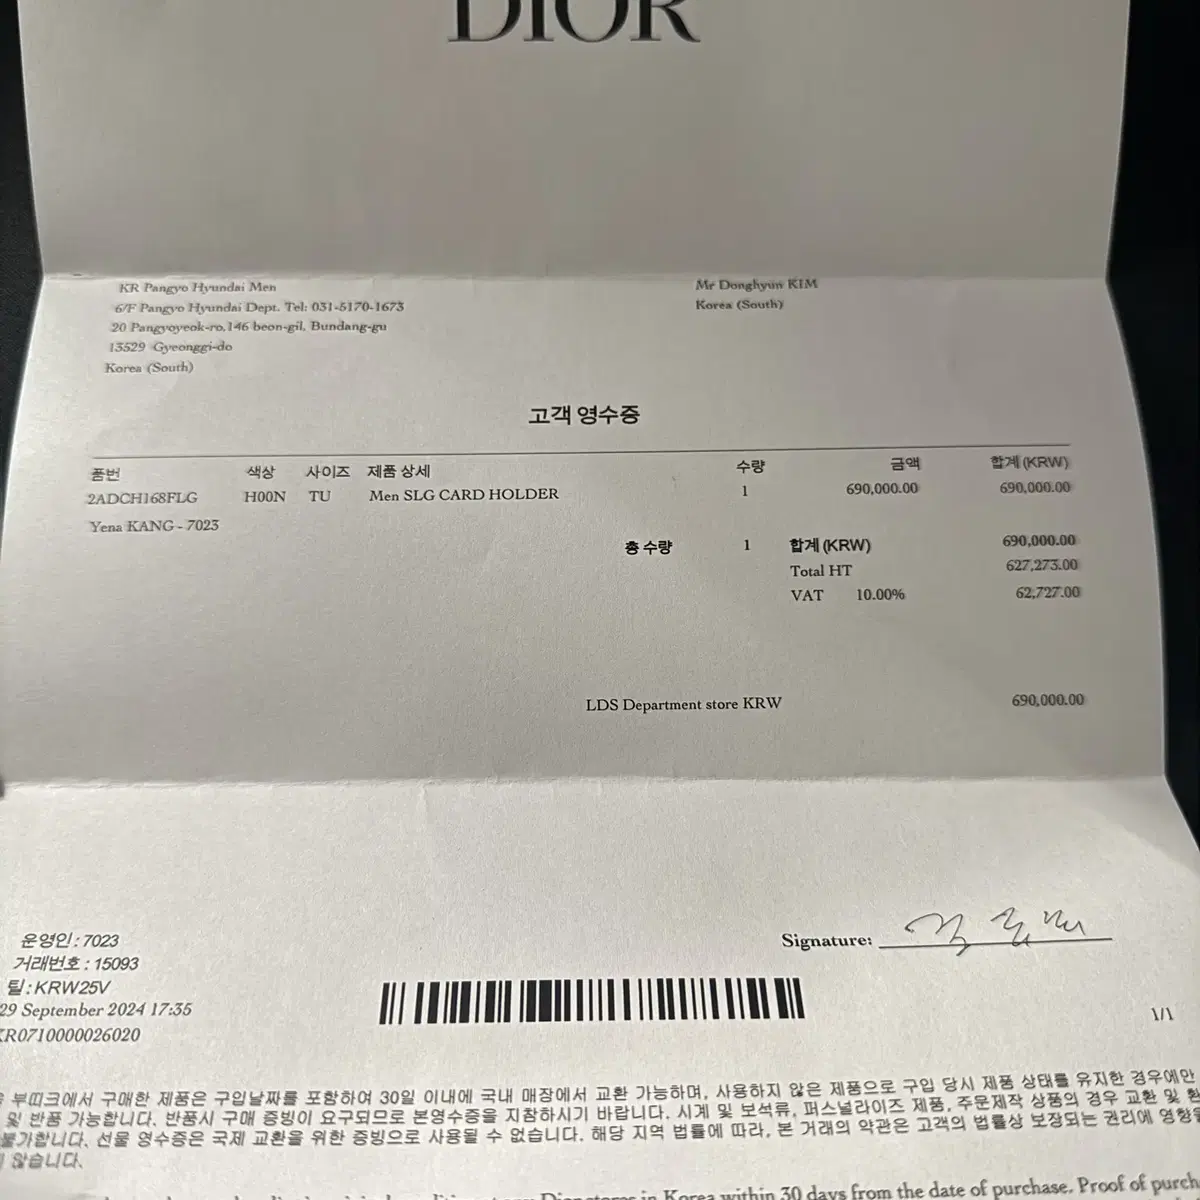 DIOR
KR Pangyo Hyundai Men
6/F Pangyo Hyundai Dept. Tel: 031-5170-1673
20 Pangyoyeok-ro,146 beon-gil, Bundang-gu
13529 Gyeonggi-do
Korea (South)
Mr Donghyun KIM
Korea (South)
고객 영수증
품번 색상 사이즈 제품 상세 수량 금액 합계 (KRW)
2ADCH168FLG H00N TU Men SLG CARD HOLDER 1 690,000.00 690,000.00
Yena KANG - 7023
총 수량 1 합계 (KRW) 690,000.00
Total HT 627,273.00
VAT 10.00% 62,727.00
LDS Department store KRW 690,000.00
운영인 : 7023
거래번호 : 15093
틸 : KRW25V
29 September 2024 17:35
KR0710000026020
Signature:
1/1
부띠크에서 구매한 제품은 구입날짜를 포함하여 30일 이내에 국내 매장에서 교환 가능하며, 사용하지 않은 제품으로 구입 당시 제품 상태를 유지한 경우에만
및 반품 가능합니다. 반품시 구매 증빙이 요구되므로 본영수증을 지참하시기 바랍니다. 시계 및 보석류, 퍼스널라이즈 제품, 주문제작 상품의 경우 교환 및
불가합니다. 선물 영수증은 국제 교환을 위한 증빙으로 사용될 수 없습니다. 해당 지역 법률에 따라, 본 거래의 약관은 고객의 법률상 보장되는 권리에 영향을
않습니다.
in Korea within 30 days from the date of purchase. Proof of purch